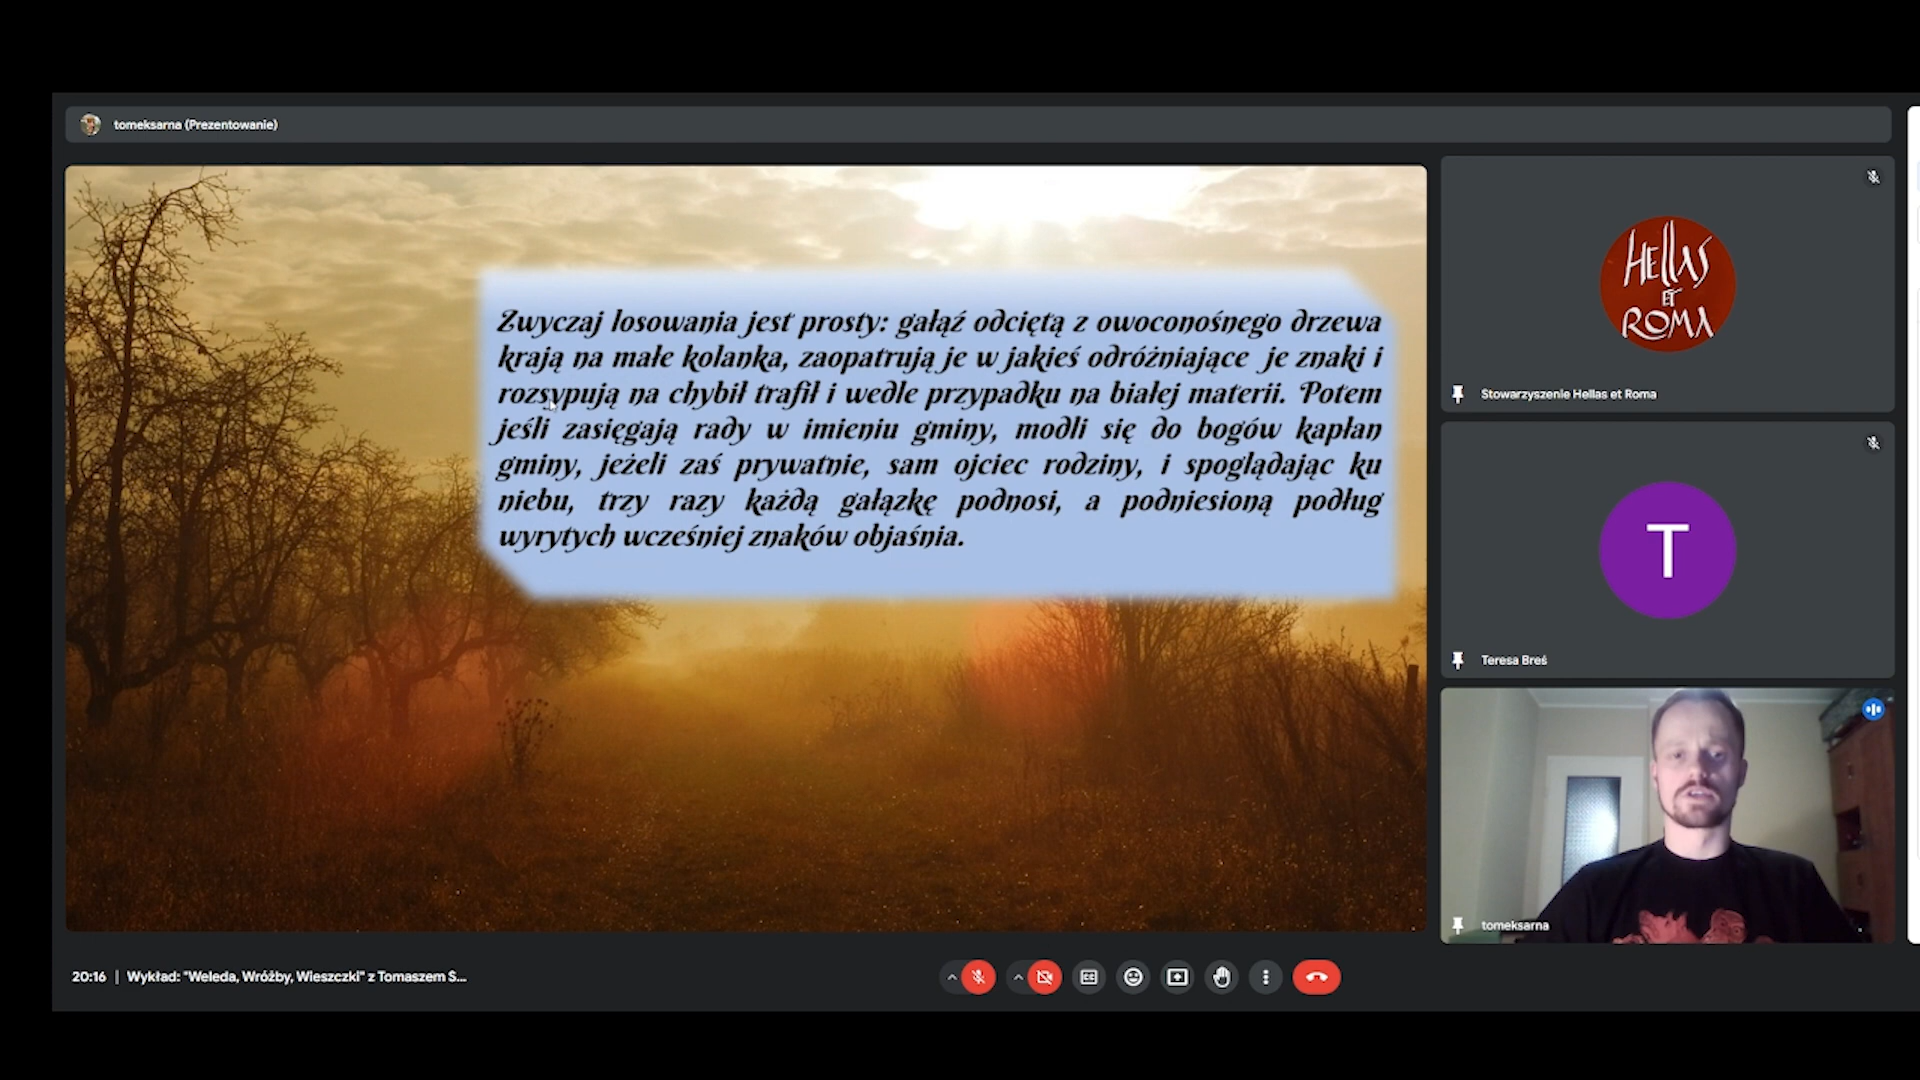 tomeksarna (Prezentowanie)
Zwyczaj losowania jest prosty: gałąź odciętą z owoconośnego drzewa
krają na małe kolanka, zaopatrują je w jakieś odróżniające je znaki i
rozsypują na chybił trafił i wedle przypadku na białej materii. Potem
jeśli zasięgają rady w imieniu gminy, modli się do bogów kapłan
gminy, jeżeli zaś prywatnie, sam ojciec rodziny, i spoglądając ku
niebu, trzy razy każdą gałązkę podnosi, a podniesioną podług
wyrytych wcześniej znaków objaśnia.
HELLAS
ET
ROMA
Stowarzyszenie Hellas et Roma
T
Teresa Breś
tomeksarna
20:16 | Wykład: "Weleda, Wróżby, Wieszczki" z Tomaszem S...